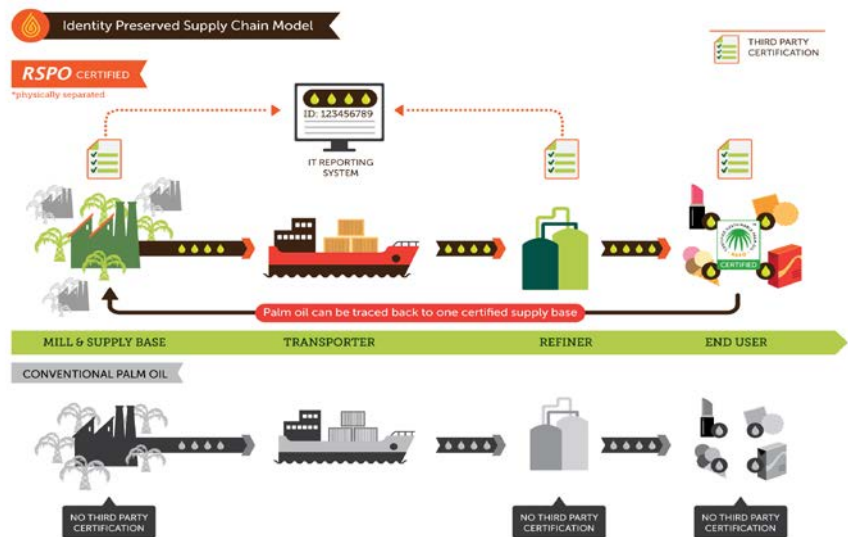 Identity Preserved Supply Chain Model
THIRD PARTY
CERTIFICATION
RSPO CERTIFIED
*physically separated
ID: 123456789
IT REPORTING
SYSTEM
CERTIFIED
Palm oil can be traced back to one certified supply base
MILL & SUPPLY BASE
TRANSPORTER
REFINER
END USER
CONVENTIONAL PALM OIL
NO THIRD PARTY
CERTIFICATION
NO THIRD PARTY
CERTIFICATION
NO THIRD PARTY
CERTIFICATION